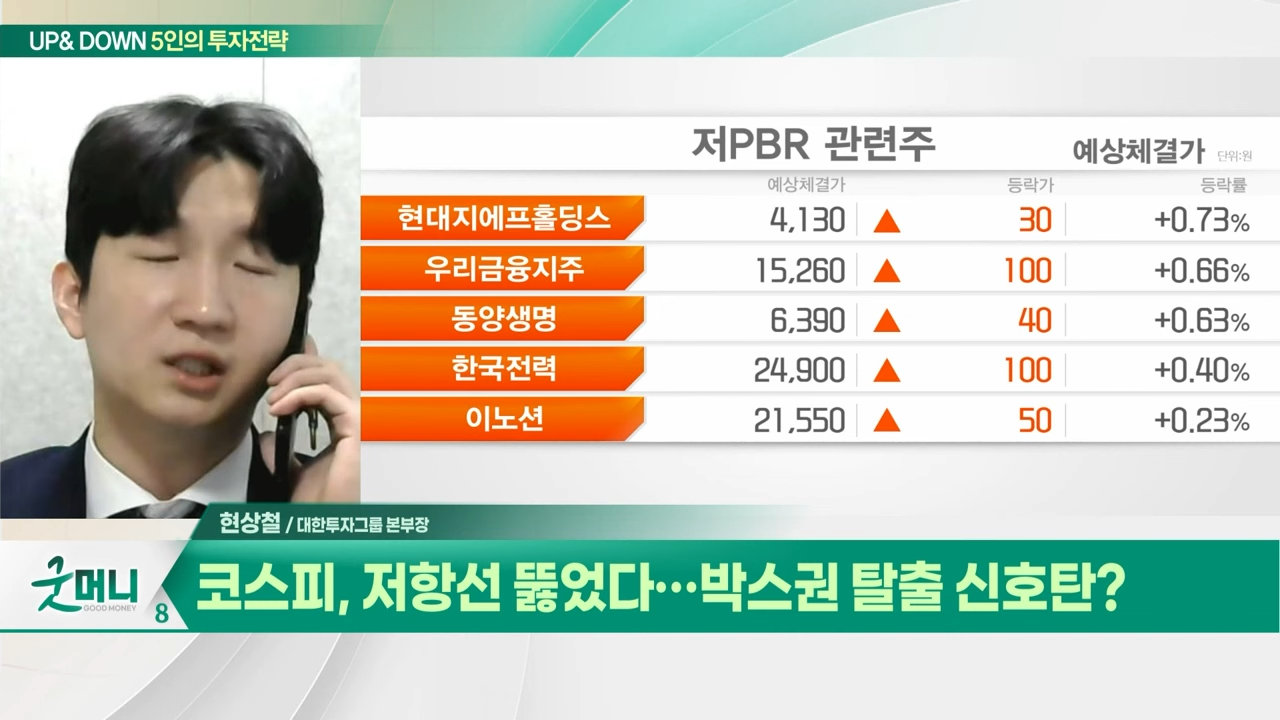 UP& DOWN 5인의 투자전략
저PBR 관련주 예상체결가 단위:원
예상체결가 등락가 등락률
현대지에프홀딩스 4,130 ▲ 30 +0.73%
우리금융지주 15,260 ▲ 100 +0.66%
동양생명 6,390 ▲ 40 +0.63%
한국전력 24,900 ▲ 100 +0.40%
이노션 21,550 ▲ 50 +0.23%
현상철 / 대한투자그룹 본부장
굿머니 GOOD MONEY 8
코스피, 저항선 뚫었다…박스권 탈출 신호탄?